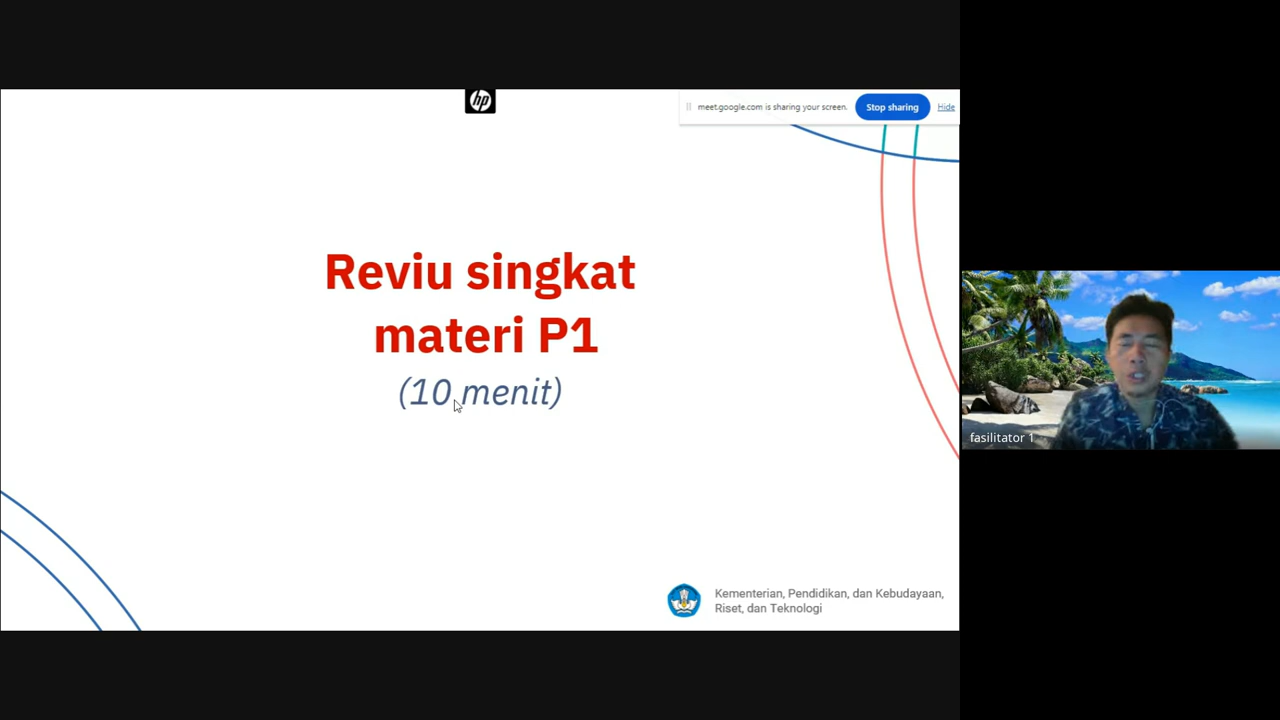 hp
meet.google.com is sharing your screen.
Stop sharing
Hide
Reviu singkat
materi P1
(10 menit)
fasilitator 1
Kementerian, Pendidikan, dan Kebudayaan,
Riset, dan Teknologi